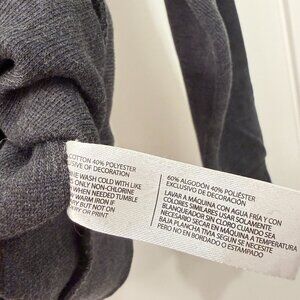 COTTON 40% POLYESTER
EXCLUSIVE OF DECORATION
WASH COLD WITH LIKE
ONLY NON-CHLORINE
WHEN NEEDED TUMBLE
WARM IRON IF
BUT NOT ON
OR PRINT
60% ALGODÓN 40% POLIÉSTER
EXCLUSIVO DE DECORACIÓN
LAVAR A MÁQUINA CON AGUA FRÍA Y CON
COLORES SIMILARES USAR SOLAMENTE
BLANQUEADOR SIN CLORO CUANDO SEA
NECESARIO SECAR EN MÁQUINA A TEMPERATURA
BAJA PLANCHA TIVIA SEGUN SE NECESITE
PERO NO EN BORDADO O ESTAMPADO